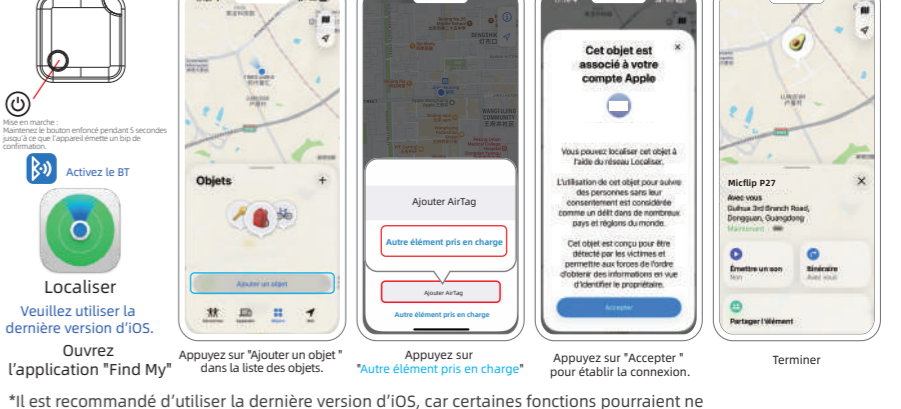 Mise en marche :
Maintenez le bouton enfoncé pendant 5 secondes
jusqu'à ce que l'appareil émette un bip de
confirmation.
Activez le BT
Localiser
Veuillez utiliser la
dernière version d'iOS.
Ouvrez
l'application "Find My"
Objets
+
Ajouter un objet
Appuyez sur "Ajouter un objet "
dans la liste des objets.
Ajouter AirTag
Autre élément pris en charge
Ajouter AirTag
Autre élément pris en charge
Appuyez sur
"Autre élément pris en charge"
Cet objet est
associé à votre
compte Apple
Vous pouvez localiser cet objet à
l'aide du réseau Localiser.
L'utilisation de cet objet pour suivre
des personnes sans leur
consentement est considérée
comme un délit dans de nombreux
pays et régions du monde.
Cet objet est conçu pour être
détecté par les victimes et
permettre aux forces de l'ordre
d'obtenir des informations en vue
d'identifier le propriétaire.
Accepter
Appuyez sur "Accepter "
pour établir la connexion.
Micflip P27
Avec vous
Guihua 3rd Branch Road,
Dongguan, Guangdong
Maintenant
Émettre un son
Non
Itinéraire
Avec vous
Partager l'élément
Terminer
*Il est recommandé d'utiliser la dernière version d'iOS, car certaines fonctions pourraient ne